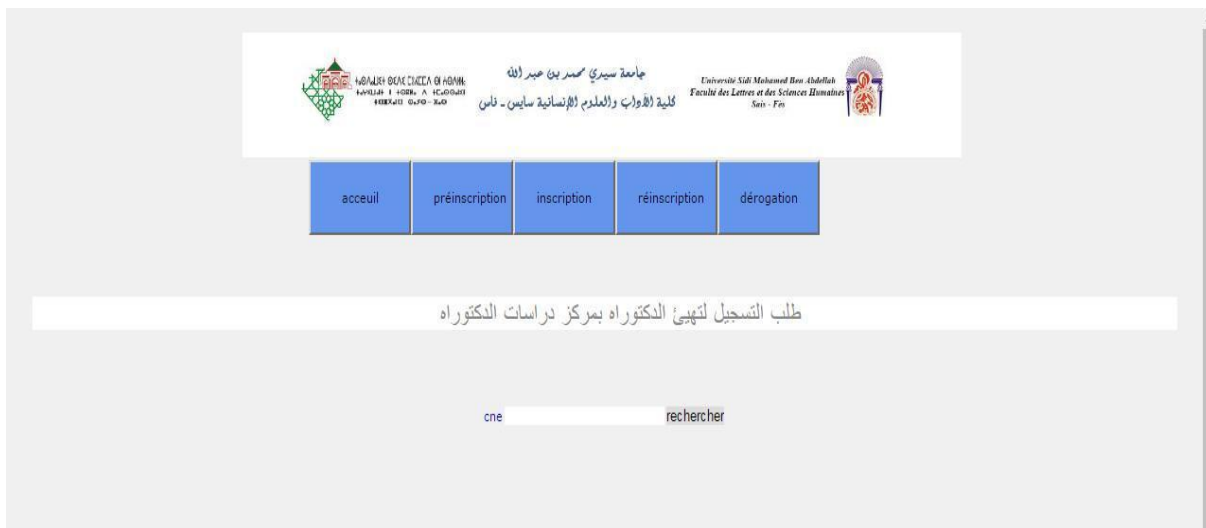 جامعة سيدي محمد بن عبد الله
كلية الآداب والعلوم الإنسانية سايس - فاس
Université Sidi Mohamed Ben Abdellah
Faculté des Lettres et des Sciences Humaines
Saïs - Fès
acceuil
préinscription
inscription
réinscription
dérogation
طلب التسجيل لتهيئ الدكتوراه بمركز دراسات الدكتوراه
cne
rechercher